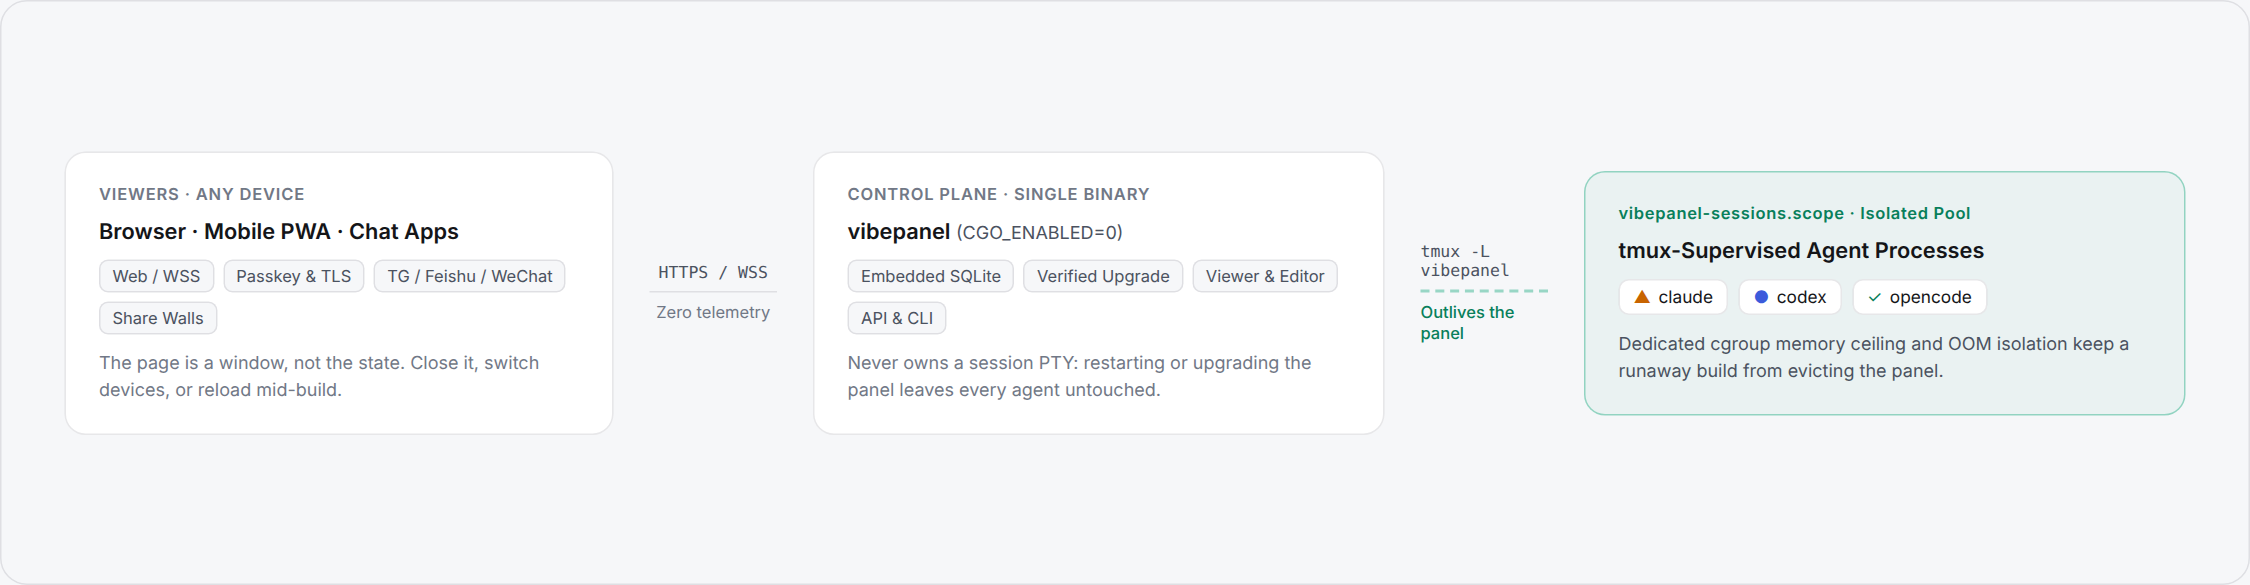 VIEWERS · ANY DEVICE
Browser · Mobile PWA · Chat Apps
Web / WSS
Passkey & TLS
TG / Feishu / WeChat
Share Walls
The page is a window, not the state. Close it, switch
devices, or reload mid-build.
HTTPS / WSS
Zero telemetry
CONTROL PLANE · SINGLE BINARY
vibepanel (CGO_ENABLED=0)
Embedded SQLite
Verified Upgrade
Viewer & Editor
API & CLI
Never owns a session PTY: restarting or upgrading the
panel leaves every agent untouched.
tmux -L
vibepanel
Outlives the
panel
vibepanel-sessions.scope · Isolated Pool
tmux-Supervised Agent Processes
claude
codex
opencode
Dedicated cgroup memory ceiling and OOM isolation keep a
runaway build from evicting the panel.